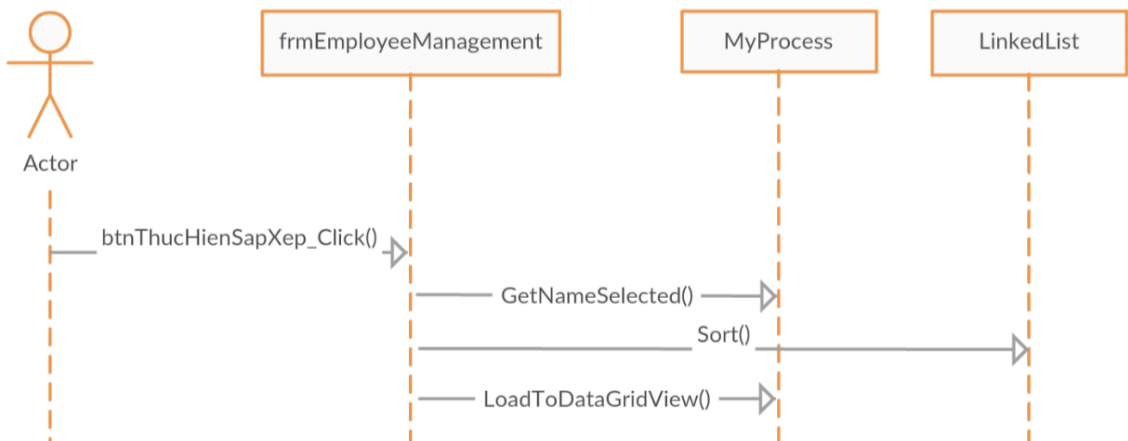 frmEmployeeManagement
MyProcess
LinkedList
Actor
btnThucHienSapXep_Click()
GetNameSelected()
Sort()
LoadToDataGridView()